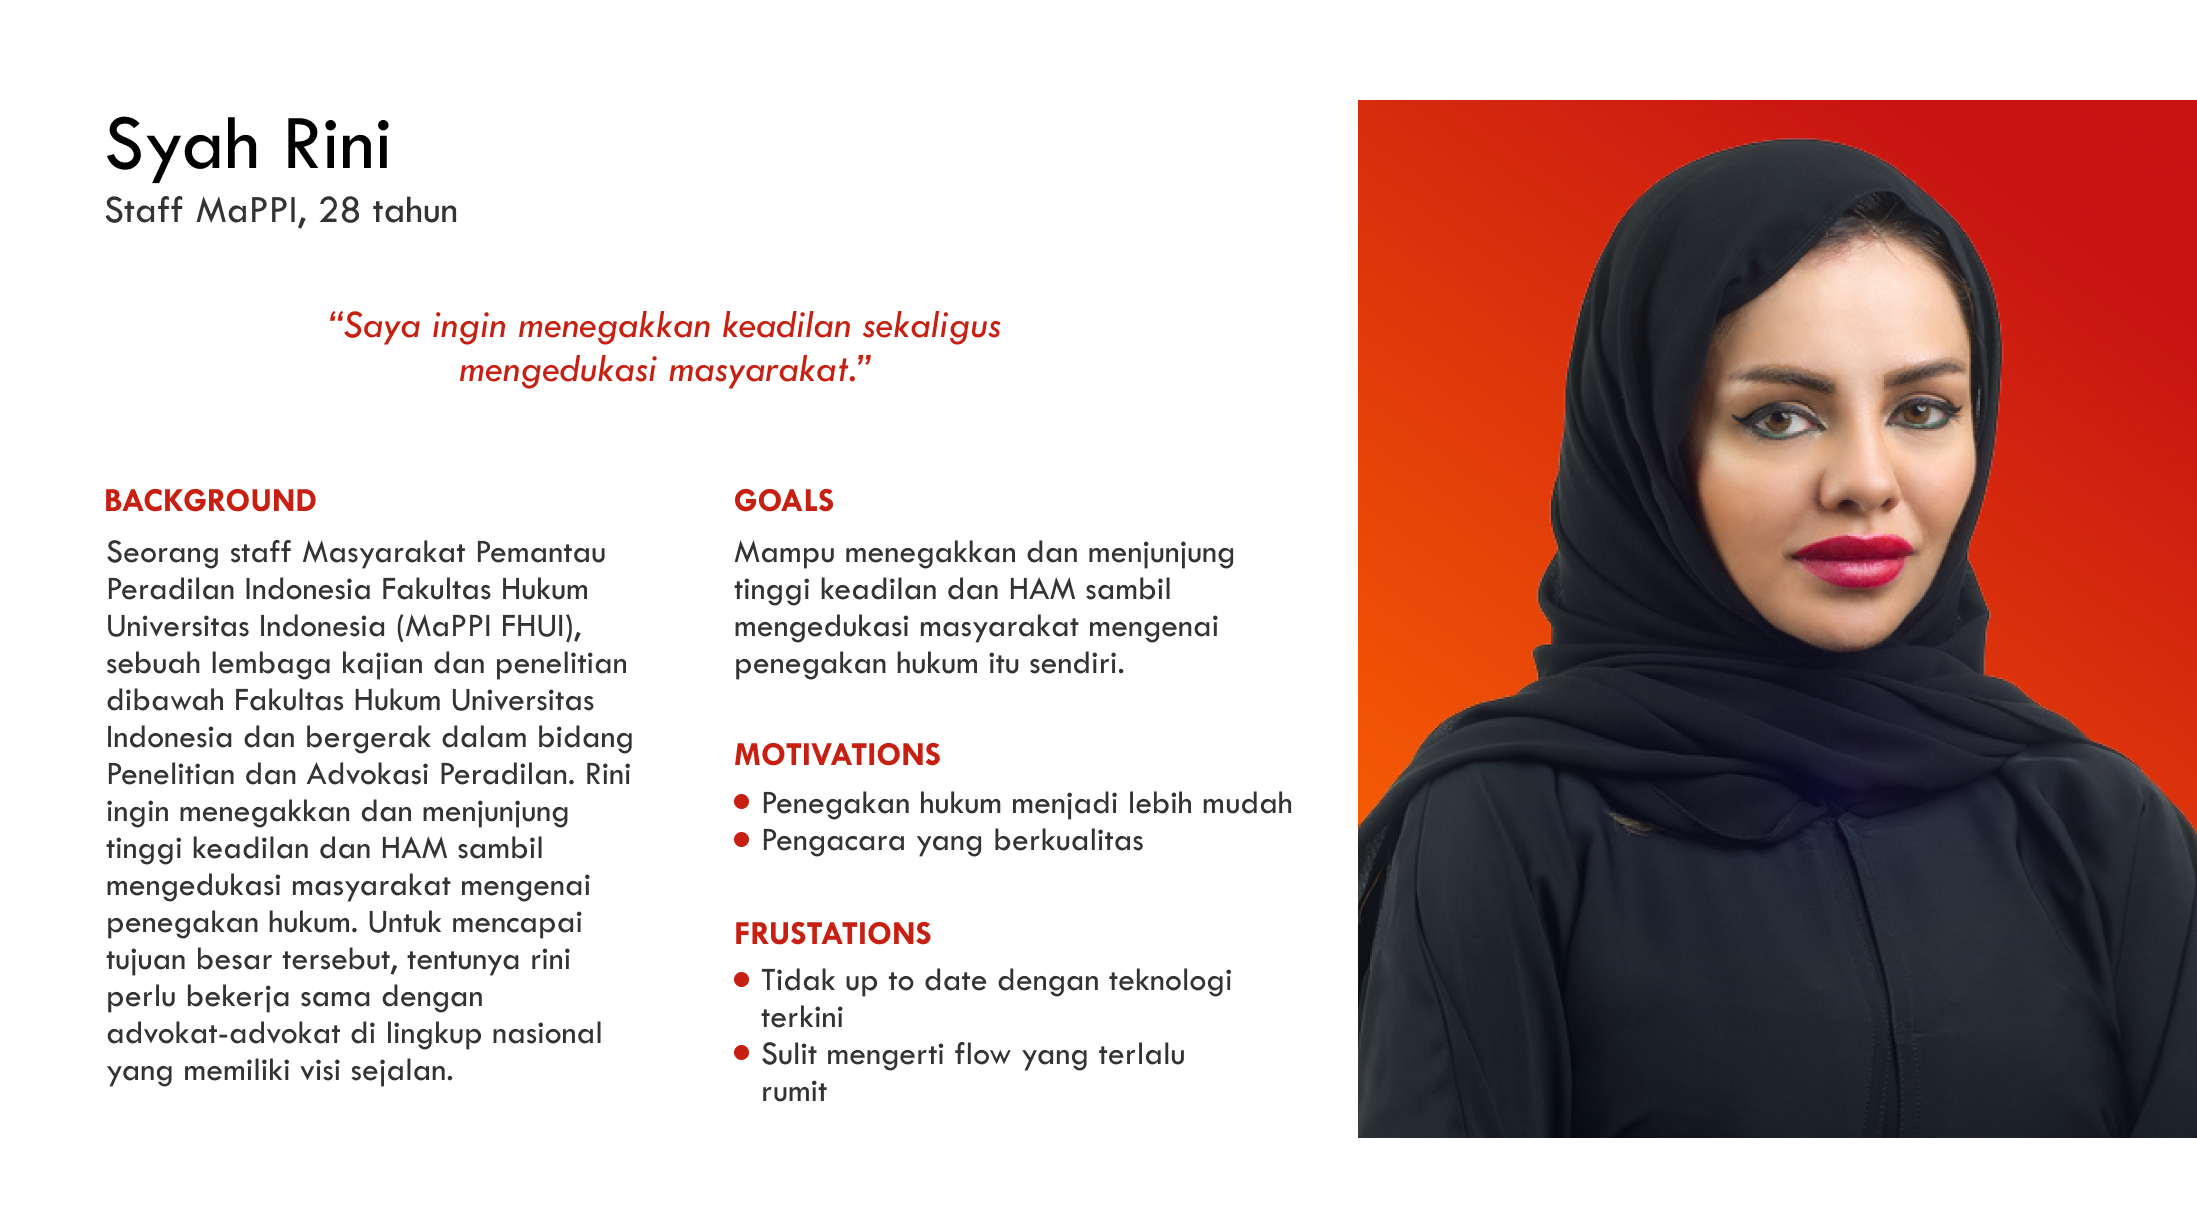 Syah Rini
Staff MaPPI, 28 tahun
“Saya ingin menegakkan keadilan sekaligus
mengedukasi masyarakat.”
BACKGROUND
Seorang staff Masyarakat Pemantau
Peradilan Indonesia Fakultas Hukum
Universitas Indonesia (MaPPI FHUI),
sebuah lembaga kajian dan penelitian
dibawah Fakultas Hukum Universitas
Indonesia dan bergerak dalam bidang
Penelitian dan Advokasi Peradilan. Rini
ingin menegakkan dan menjunjung
tinggi keadilan dan HAM sambil
mengedukasi masyarakat mengenai
penegakan hukum. Untuk mencapai
tujuan besar tersebut, tentunya rini
perlu bekerja sama dengan
advokat-advokat di lingkup nasional
yang memiliki visi sejalan.
GOALS
Mampu menegakkan dan menjunjung
tinggi keadilan dan HAM sambil
mengedukasi masyarakat mengenai
penegakan hukum itu sendiri.
MOTIVATIONS
● Penegakan hukum menjadi lebih mudah
● Pengacara yang berkualitas
FRUSTATIONS
● Tidak up to date dengan teknologi
terkini
● Sulit mengerti flow yang terlalu
rumit